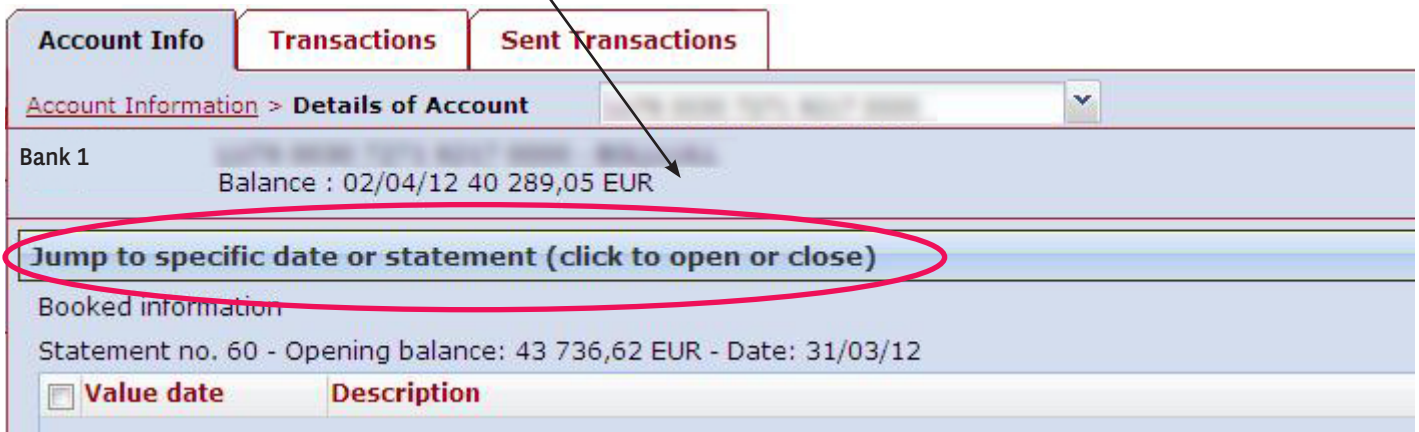 Account Info Transactions Sent Transactions
Account Information > Details of Account
Bank 1
Balance : 02/04/12 40 289,05 EUR
Jump to specific date or statement (click to open or close)
Booked information
Statement no. 60 - Opening balance: 43 736,62 EUR - Date: 31/03/12
Value date Description